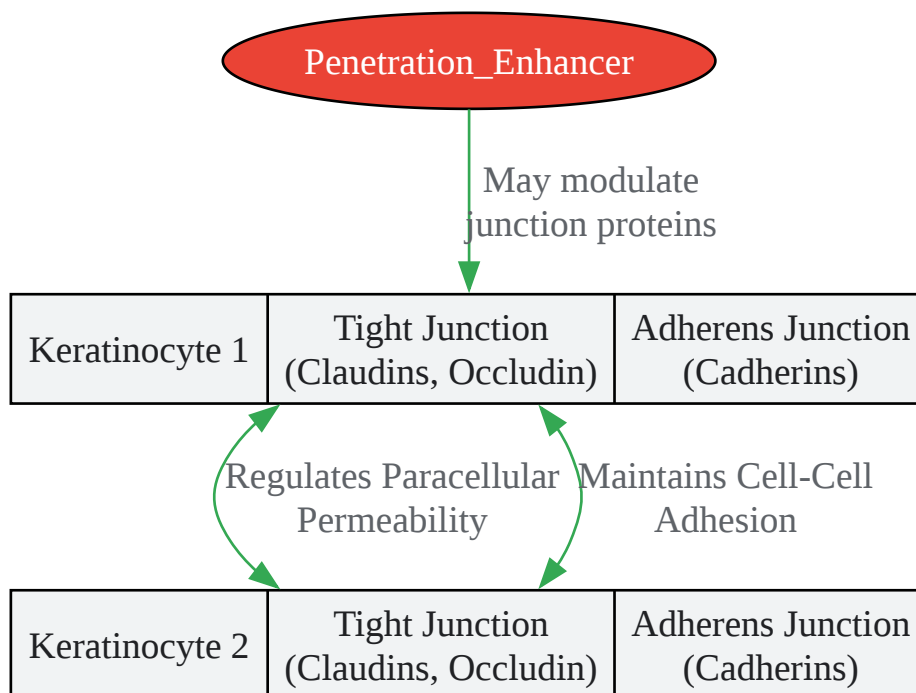 Penetration_Enhancer
May modulate
junction proteins
Keratinocyte 1
Tight Junction
(Claudins, Occludin)
Adherens Junction
(Cadherins)
Regulates Paracellular
Permeability
Maintains Cell-Cell
Adhesion
Keratinocyte 2
Tight Junction
(Claudins, Occludin)
Adherens Junction
(Cadherins)